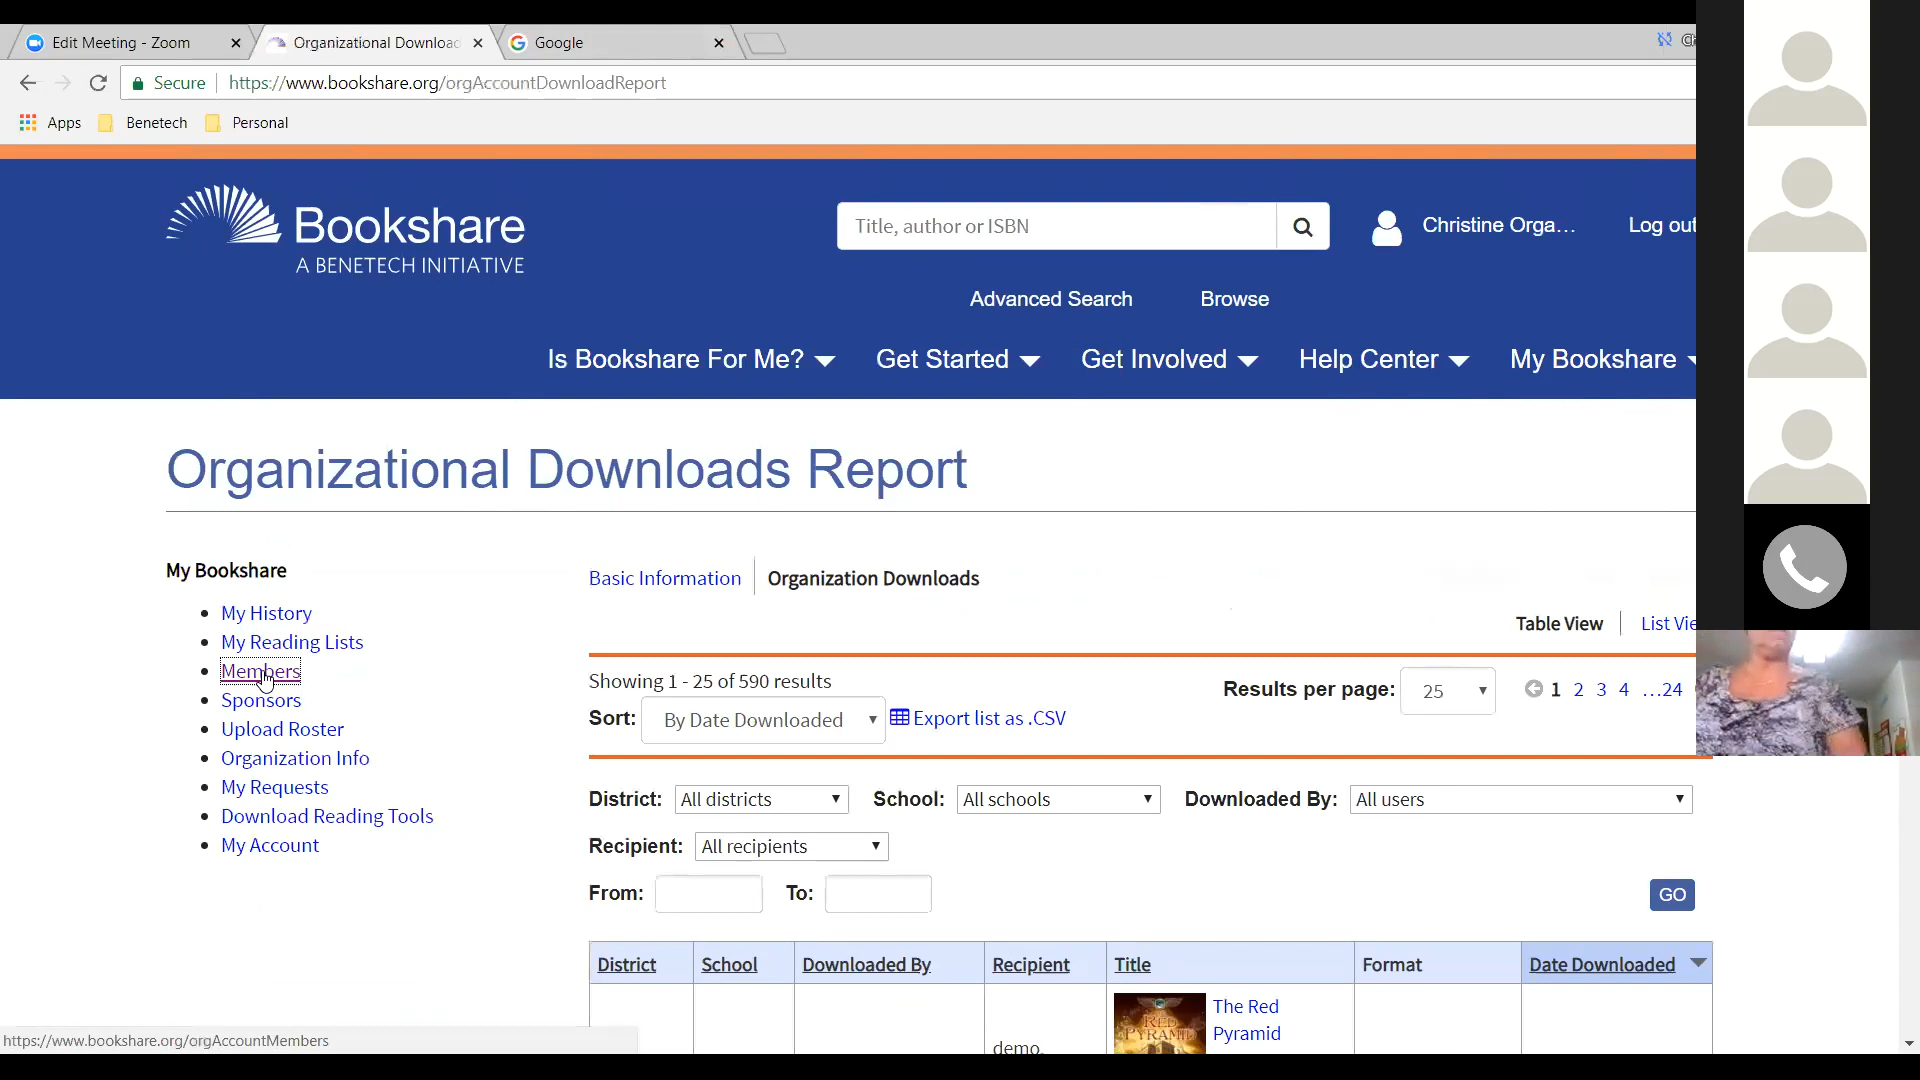 Edit Meeting - Zoom
Organizational Downloac
Google
Secure
https://www.bookshare.org/orgAccountDownloadReport
Apps
Benetech
Personal
Bookshare
A BENETECH INITIATIVE
Title, author or ISBN
Christine Orga...
Log out
Advanced Search
Browse
Is Bookshare For Me?
Get Started
Get Involved
Help Center
My Bookshare
Organizational Downloads Report
My Bookshare
My History
My Reading Lists
Members
Sponsors
Upload Roster
Organization Info
My Requests
Download Reading Tools
My Account
Basic Information
Organization Downloads
Table View
List Vie
Showing 1 - 25 of 590 results
Results per page: 25
1 2 3 4 ...24
Sort: By Date Downloaded
Export list as .CSV
District: All districts
School: All schools
Downloaded By: All users
Recipient: All recipients
From:
To:
GO
District
School
Downloaded By
Recipient
Title
Format
Date Downloaded
The Red
Pyramid
RED
PYRAMID
demo,
https://www.bookshare.org/orgAccountMembers